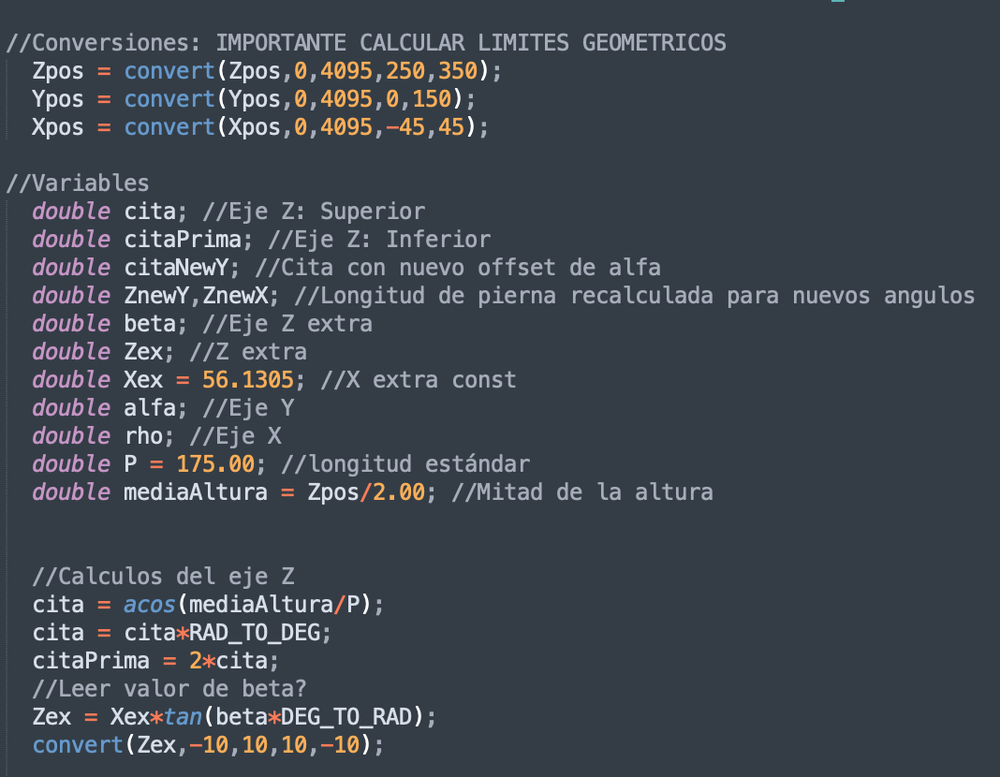 //Conversiones: IMPORTANTE CALCULAR LIMITES GEOMETRICOS
Zpos = convert(Zpos,0,4095,250,350);
Ypos = convert(Ypos,0,4095,0,150);
Xpos = convert(Xpos,0,4095,-45,45);
//Variables
double cita; //Eje Z: Superior
double citaPrima; //Eje Z: Inferior
double citaNewY; //Cita con nuevo offset de alfa
double ZnewY,ZnewX; //Longitud de pierna recalculada para nuevos angulos
double beta; //Eje Z extra
double Zex; //Z extra
double Xex = 56.1305; //X extra const
double alfa; //Eje Y
double rho; //Eje X
double P = 175.00; //longitud estándar
double mediaAltura = Zpos/2.00; //Mitad de la altura
//Calculos del eje Z
cita = acos(mediaAltura/P);
cita = cita*RAD_TO_DEG;
citaPrima = 2*cita;
//Leer valor de beta?
Zex = Xex*tan(beta*DEG_TO_RAD);
convert(Zex,-10,10,10,-10);